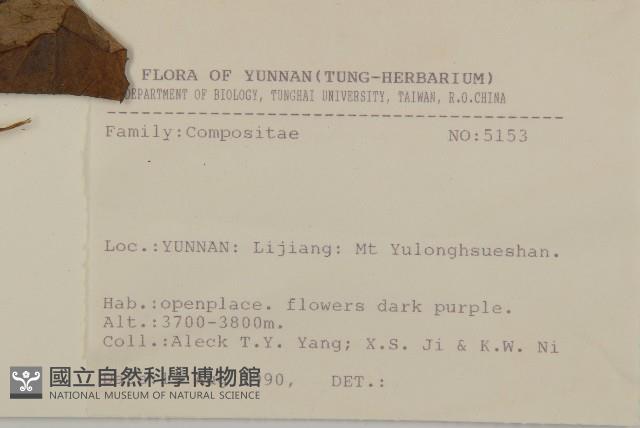 FLORA OF YUNNAN(TUNG-HERBARIUM)
DEPARTMENT OF BIOLOGY, TUNGHAI UNIVERSITY, TAIWAN, R.O.CHINA
Family:Compositae NO:5153
Loc.:YUNNAN: Lijiang: Mt Yulonghsueshan.
Hab.:openplace. flowers dark purple.
Alt.:3700-3800m.
Coll.:Aleck T.Y. Yang; X.S. Ji & K.W. Ni
DET.:
國立自然科學博物館
NATIONAL MUSEUM OF NATURAL SCIENCE